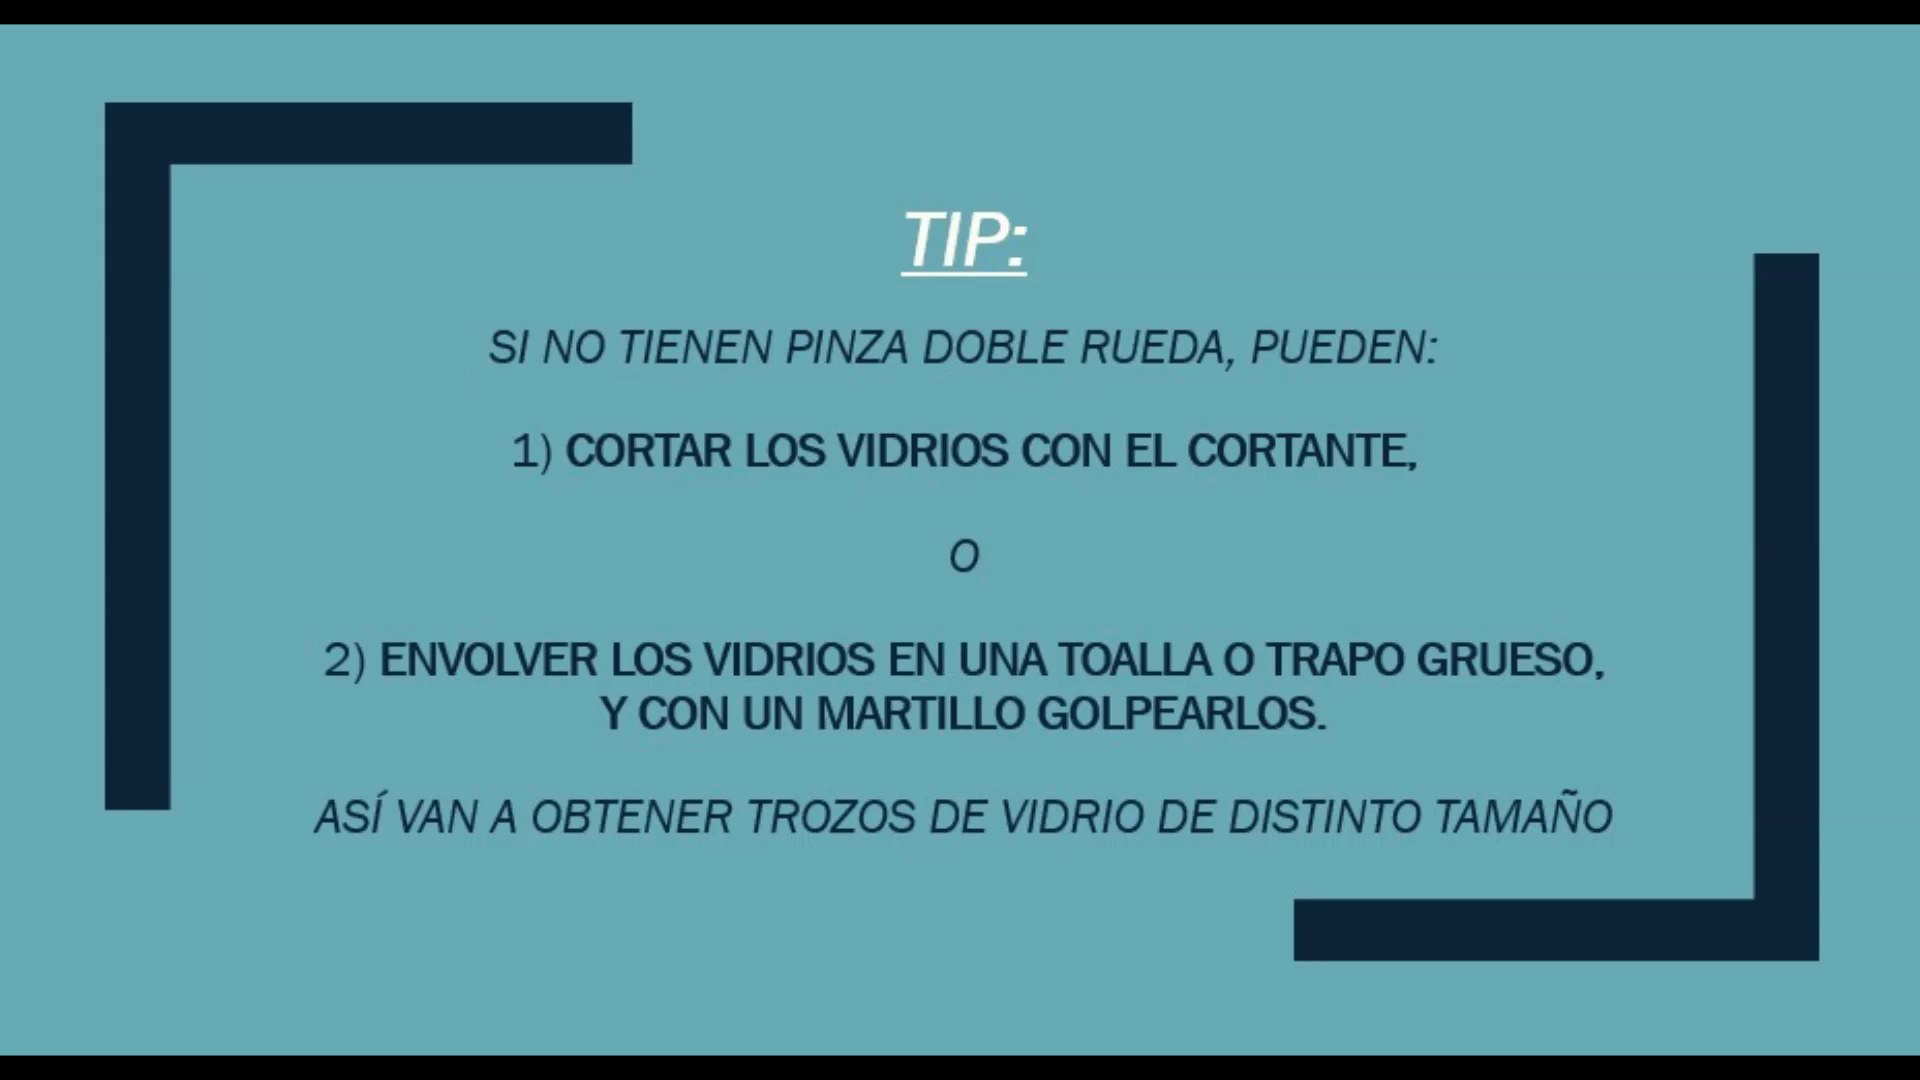 TIP:
SI NO TIENEN PINZA DOBLE RUEDA, PUEDEN:
1) CORTAR LOS VIDRIOS CON EL CORTANTE,
O
2) ENVOLVER LOS VIDRIOS EN UNA TOALLA O TRAPO GRUESO,
Y CON UN MARTILLO GOLPEARLOS.
ASÍ VAN A OBTENER TROZOS DE VIDRIO DE DISTINTO TAMAÑO